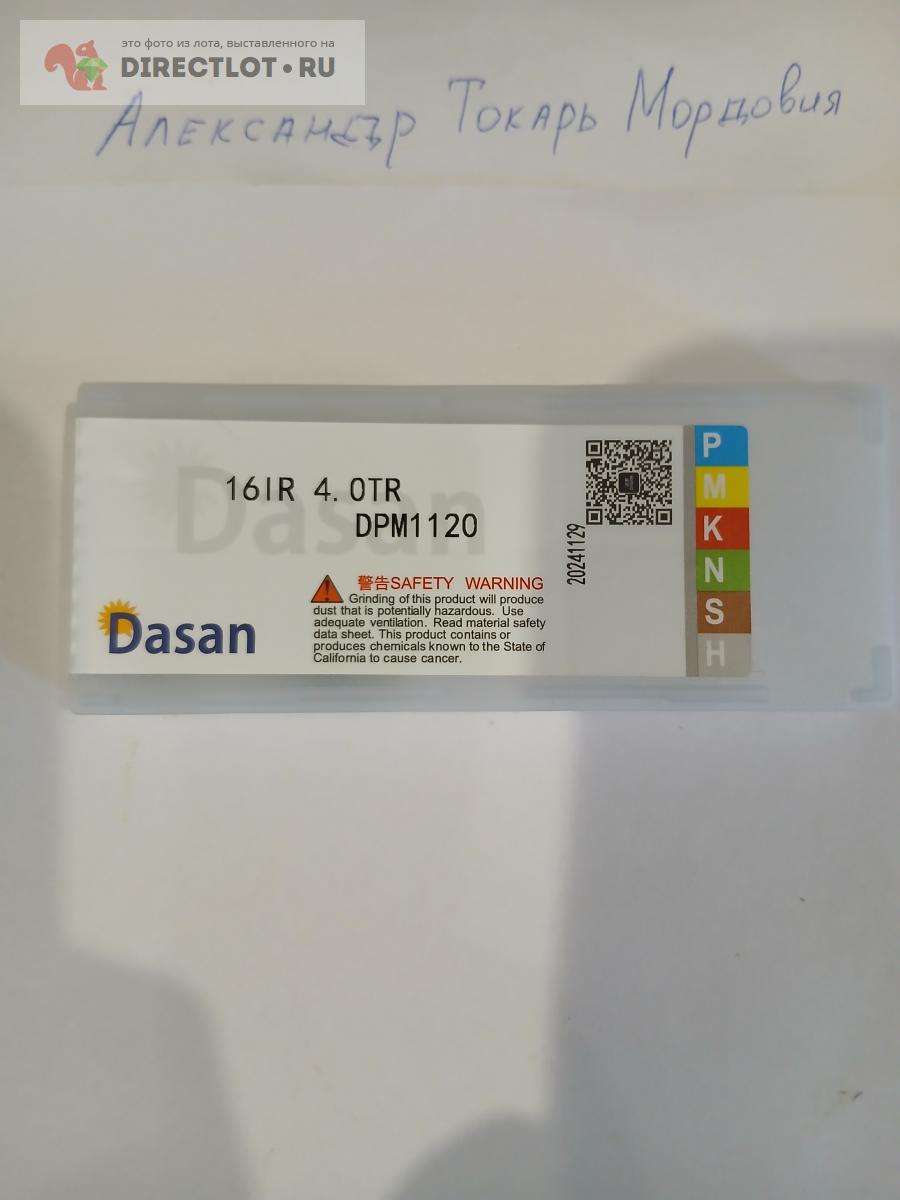 это фото из лота, выставленного на
DIRECTLOT•RU
Александр Токарь Мордовия
Dasan
16IR 4.0TR
DPM1120
20241129
警告SAFETY WARNING
Grinding of this product will produce
dust that is potentially hazardous. Use
adequate ventilation. Read material safety
data sheet. This product contains or
produces chemicals known to the State of
California to cause cancer.
Dasan
P
M
K
N
S
H